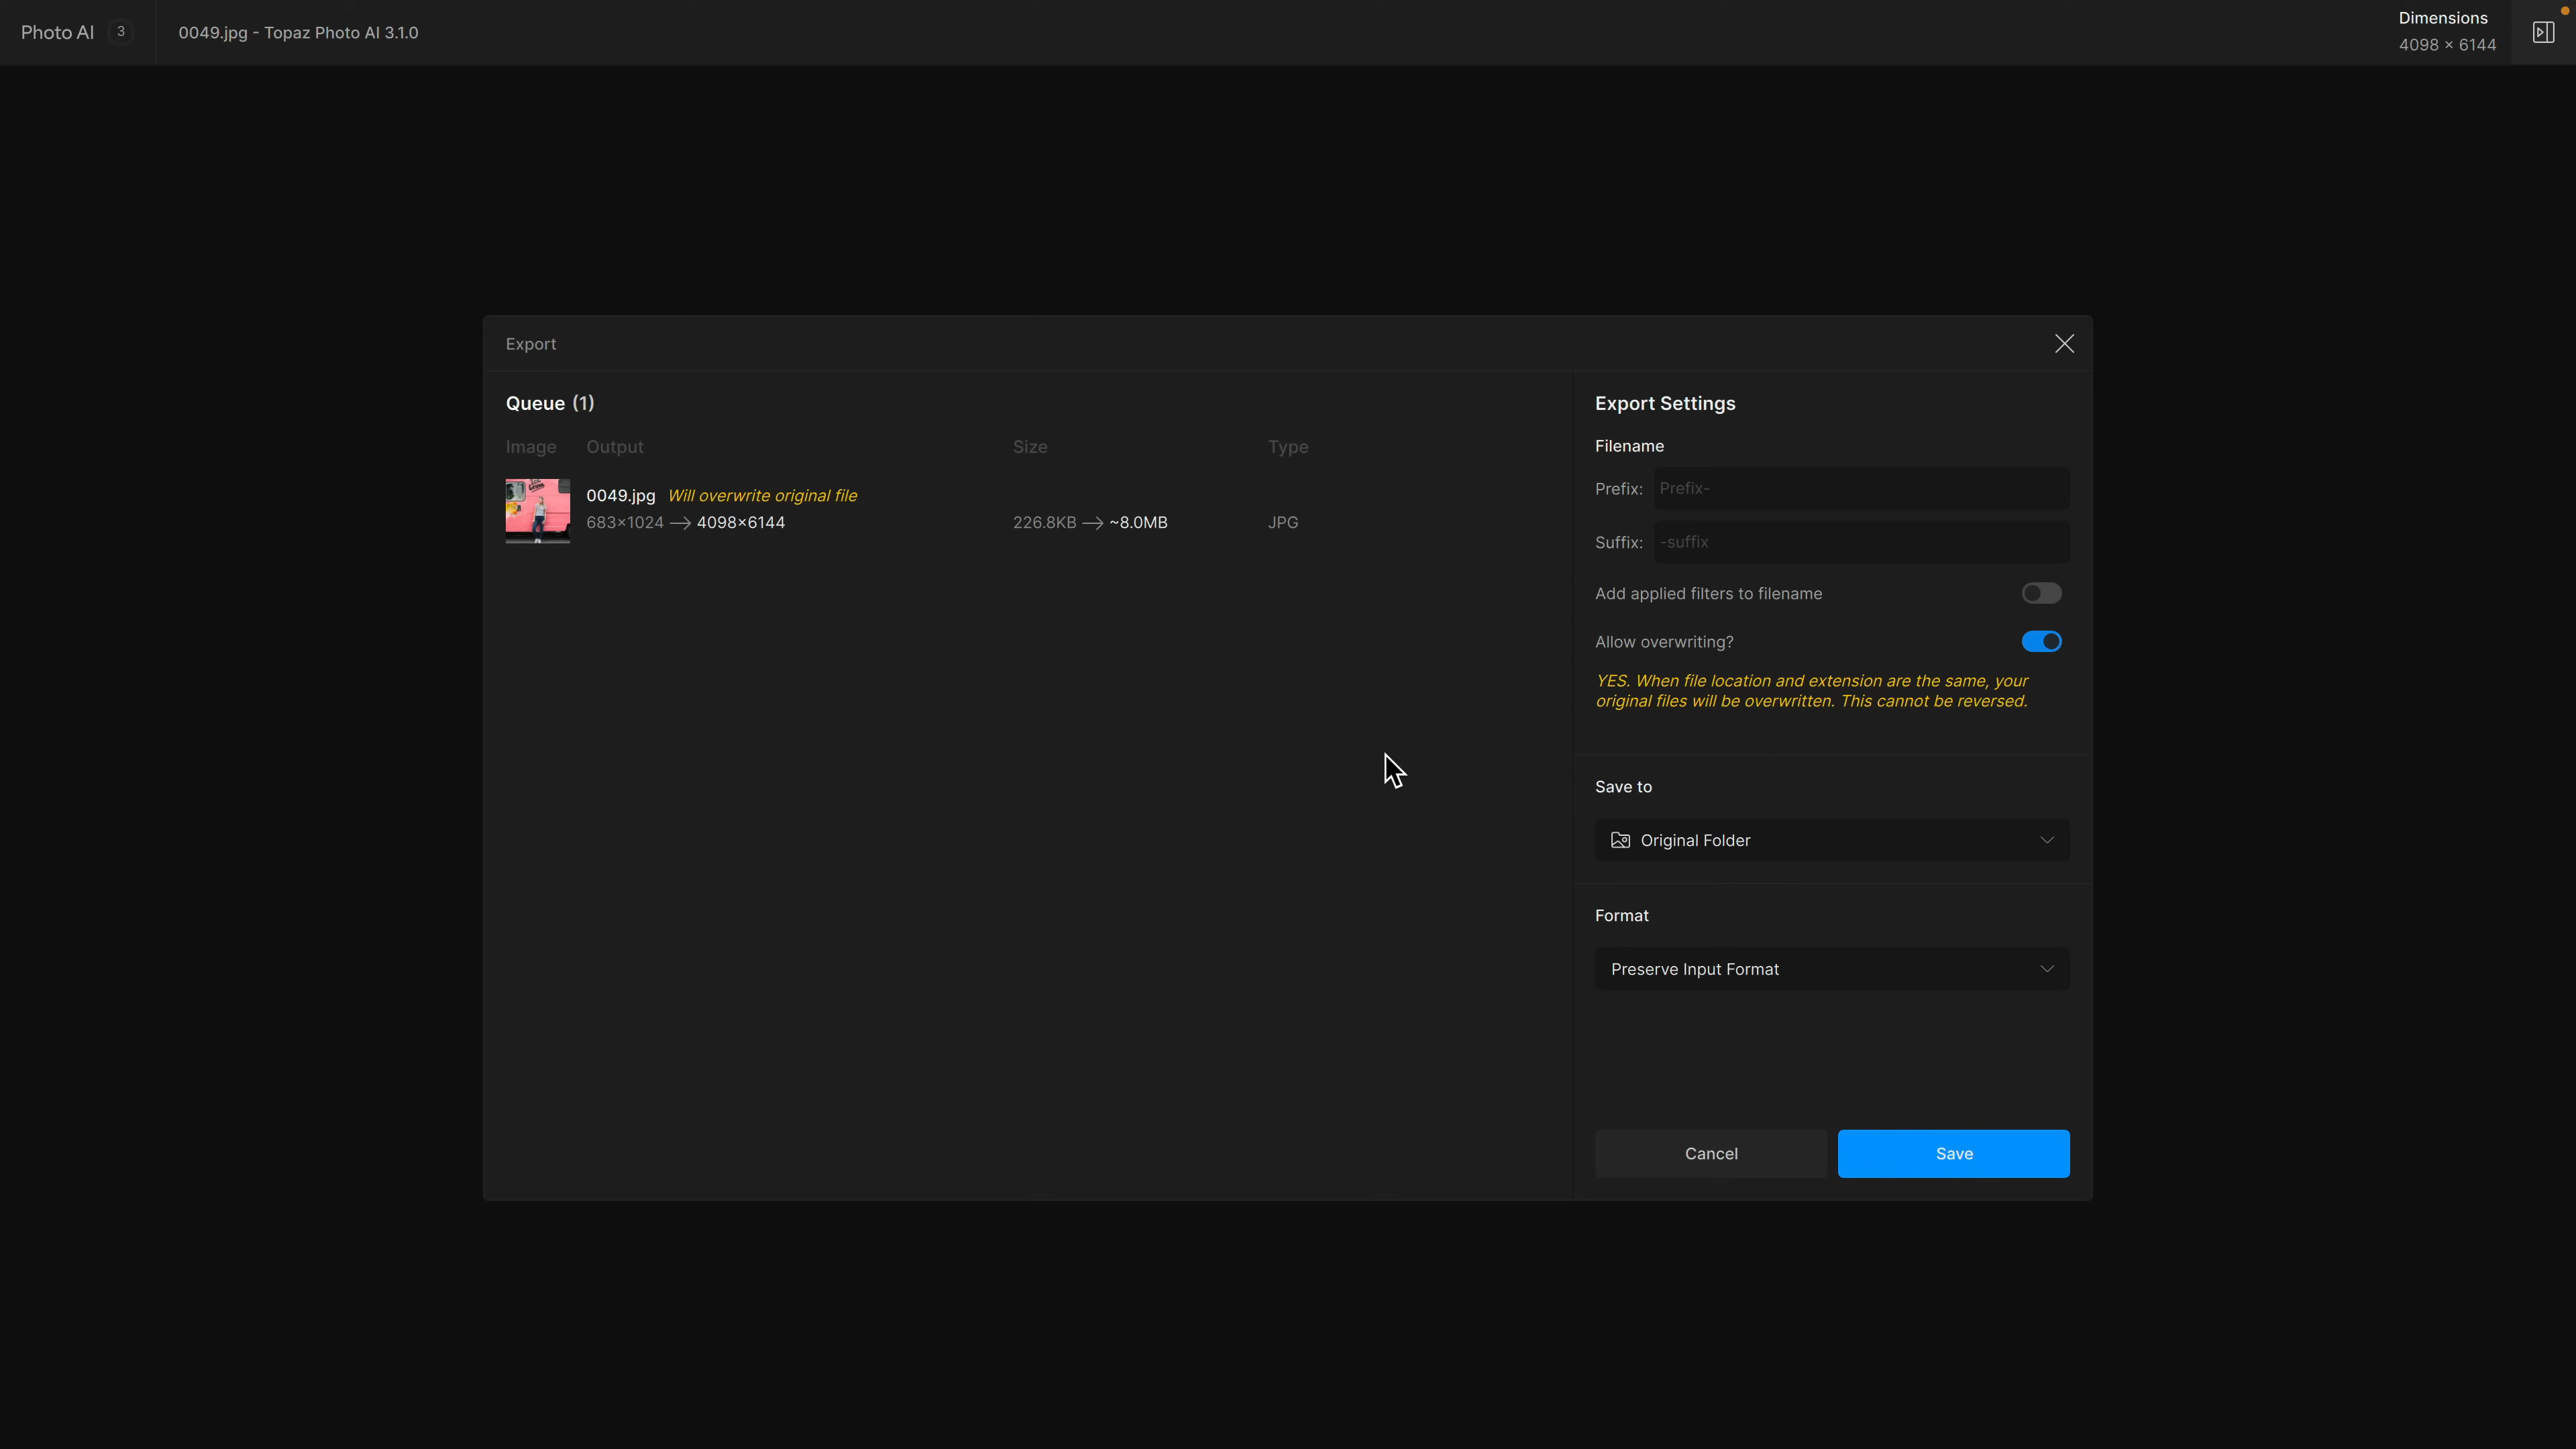 Photo AI 3
0049.jpg - Topaz Photo AI 3.1.0
Dimensions
4098 × 6144
Export
Queue (1)
Image Output Size Type
0049.jpg Will overwrite original file
683×1024 → 4098×6144 226.8KB → ~8.0MB JPG
Export Settings
Filename
Prefix: Prefix-
Suffix: -suffix
Add applied filters to filename
Allow overwriting?
YES. When file location and extension are the same, your
original files will be overwritten. This cannot be reversed.
Save to
Original Folder
Format
Preserve Input Format
Cancel Save